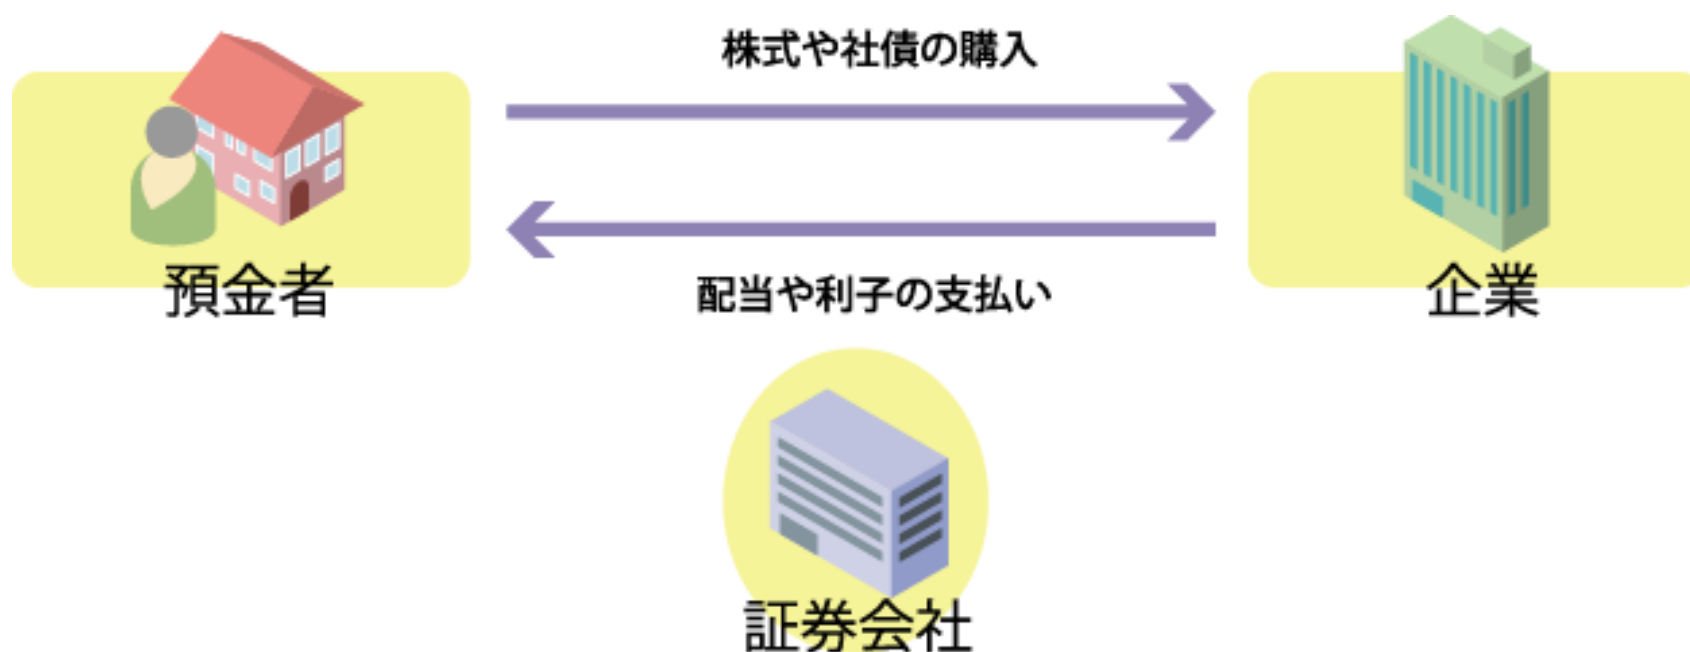 株式や社債の購入
預金者
企業
配当や利子の支払い
証券会社